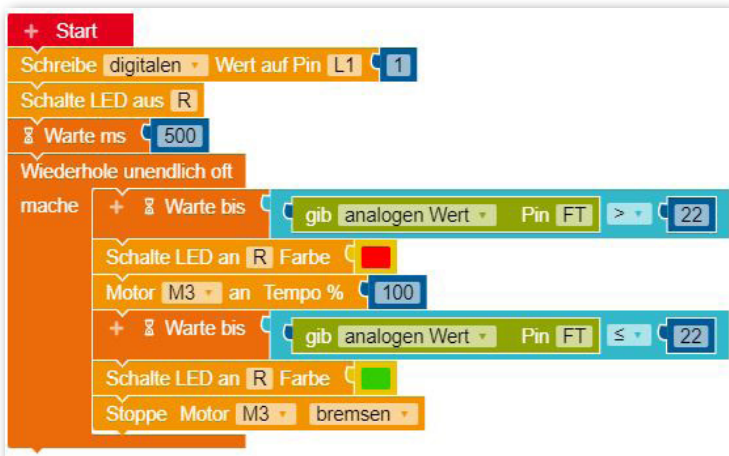 + Start
Schreibe digitalen Wert auf Pin L1 1
Schalte LED aus R
Warte ms 500
Wiederhole unendlich oft
mache + Warte bis gib analogen Wert Pin FT > 22
Schalte LED an R Farbe
Motor M3 an Tempo % 100
+ Warte bis gib analogen Wert Pin FT ≤ 22
Schalte LED an R Farbe
Stoppe Motor M3 bremsen